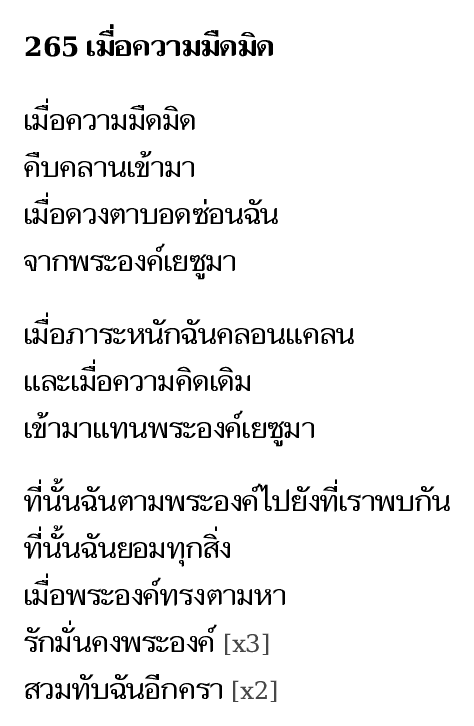 265 เมื่อความมืดมิด
เมื่อความมืดมิด
คืบคลานเข้ามา
เมื่อดวงตาบอดซ่อนฉัน
จากพระองค์เยซูมา
เมื่อภาระหนักฉันคลอนแคลน
และเมื่อความคิดเดิม
เข้ามาแทนพระองค์เยซูมา
ที่นั้นฉันตามพระองค์ไปยังที่เราพบกัน
ที่นั้นฉันยอมทุกสิ่ง
เมื่อพระองค์ทรงตามหา
รักมั่นคงพระองค์ [x3]
สวมทับฉันอีกครา [x2]